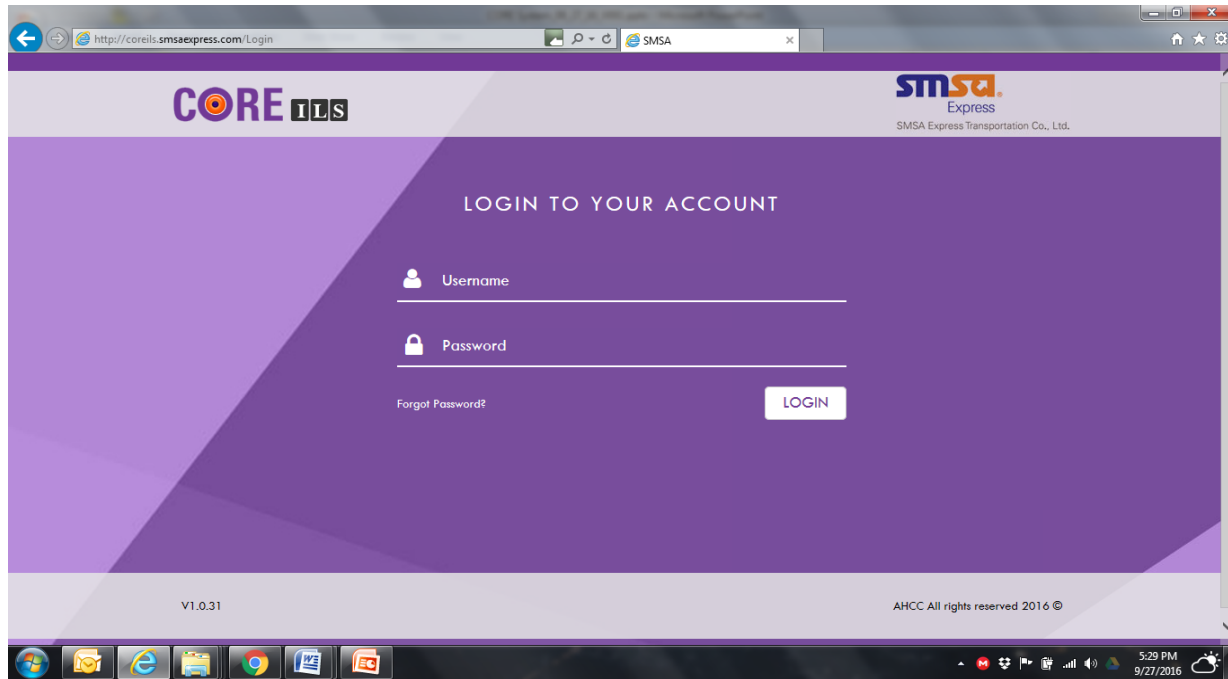 http://coreils.smsaexpress.com/Login
SMSA
CORE ILS
smsa
Express
SMSA Express Transportation Co., Ltd.
LOGIN TO YOUR ACCOUNT
Username
Password
Forgot Password?
LOGIN
V1.0.31
AHCC All rights reserved 2016 ©
5:29 PM
9/27/2016